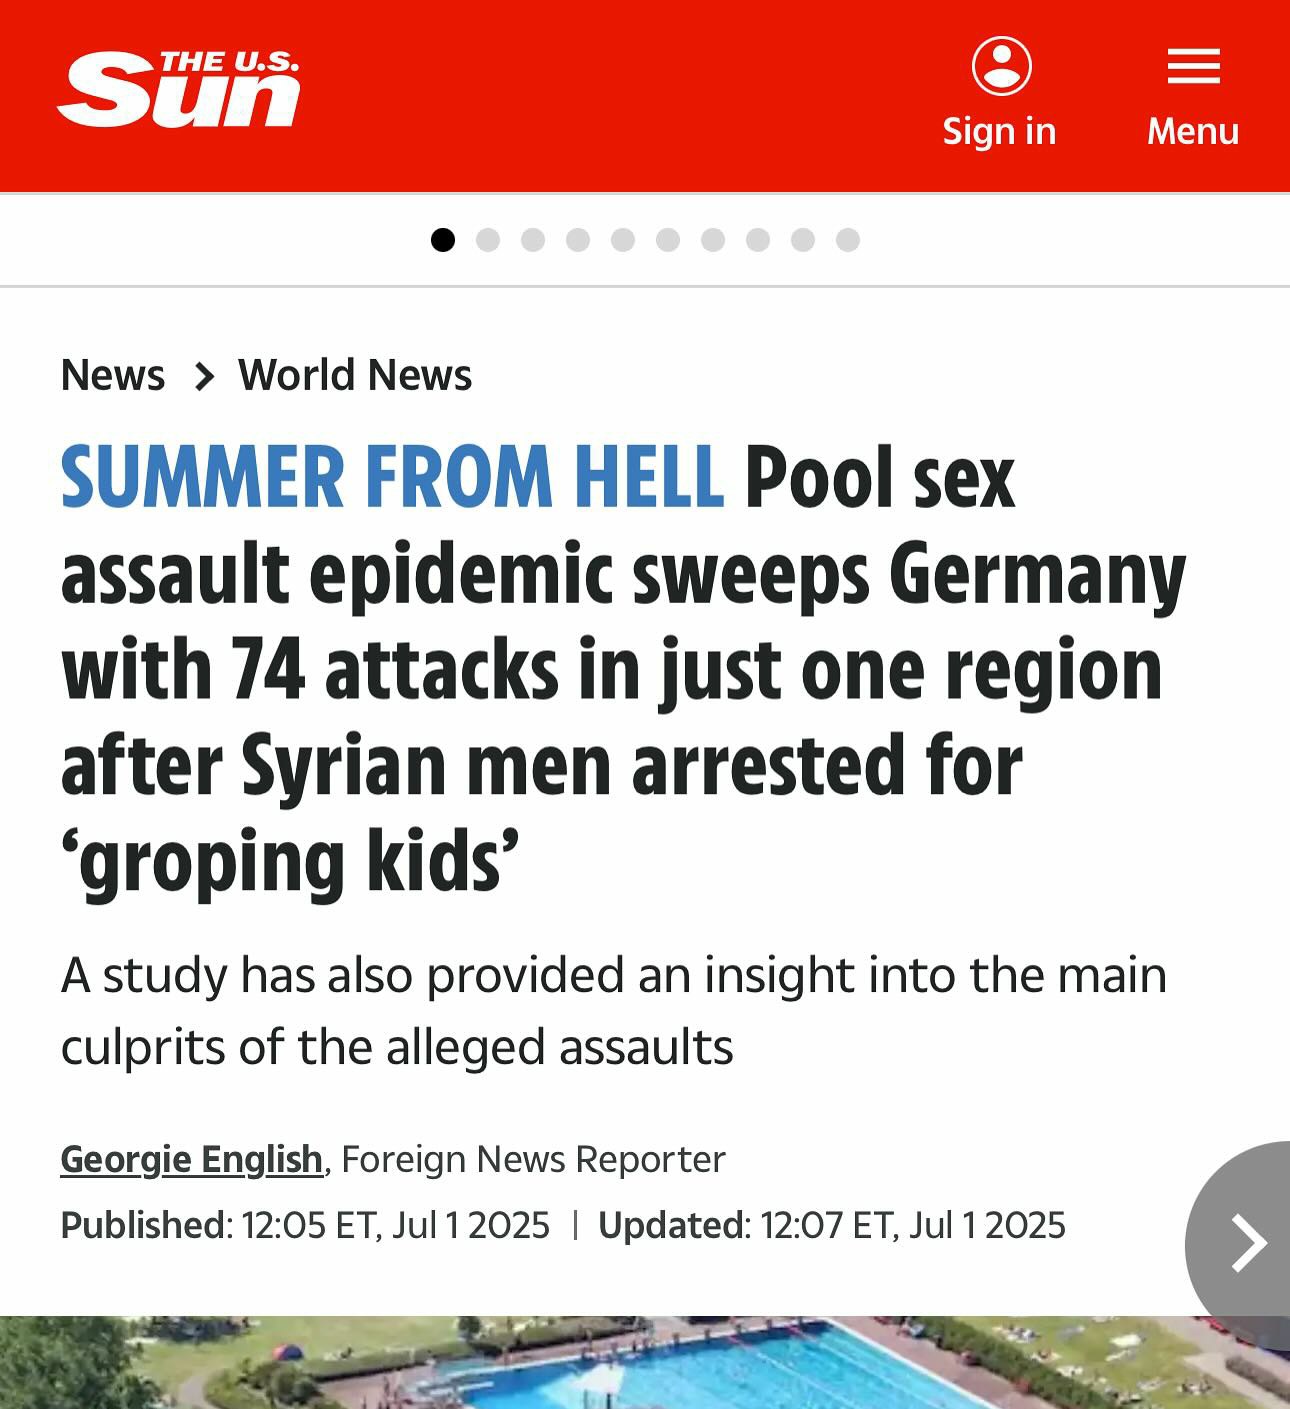 THE U.S.
Sun
Sign in
Menu
News > World News
SUMMER FROM HELL Pool sex
assault epidemic sweeps Germany
with 74 attacks in just one region
after Syrian men arrested for
‘groping kids’
A study has also provided an insight into the main
culprits of the alleged assaults
Georgie English, Foreign News Reporter
Published: 12:05 ET, Jul 1 2025 | Updated: 12:07 ET, Jul 1 2025